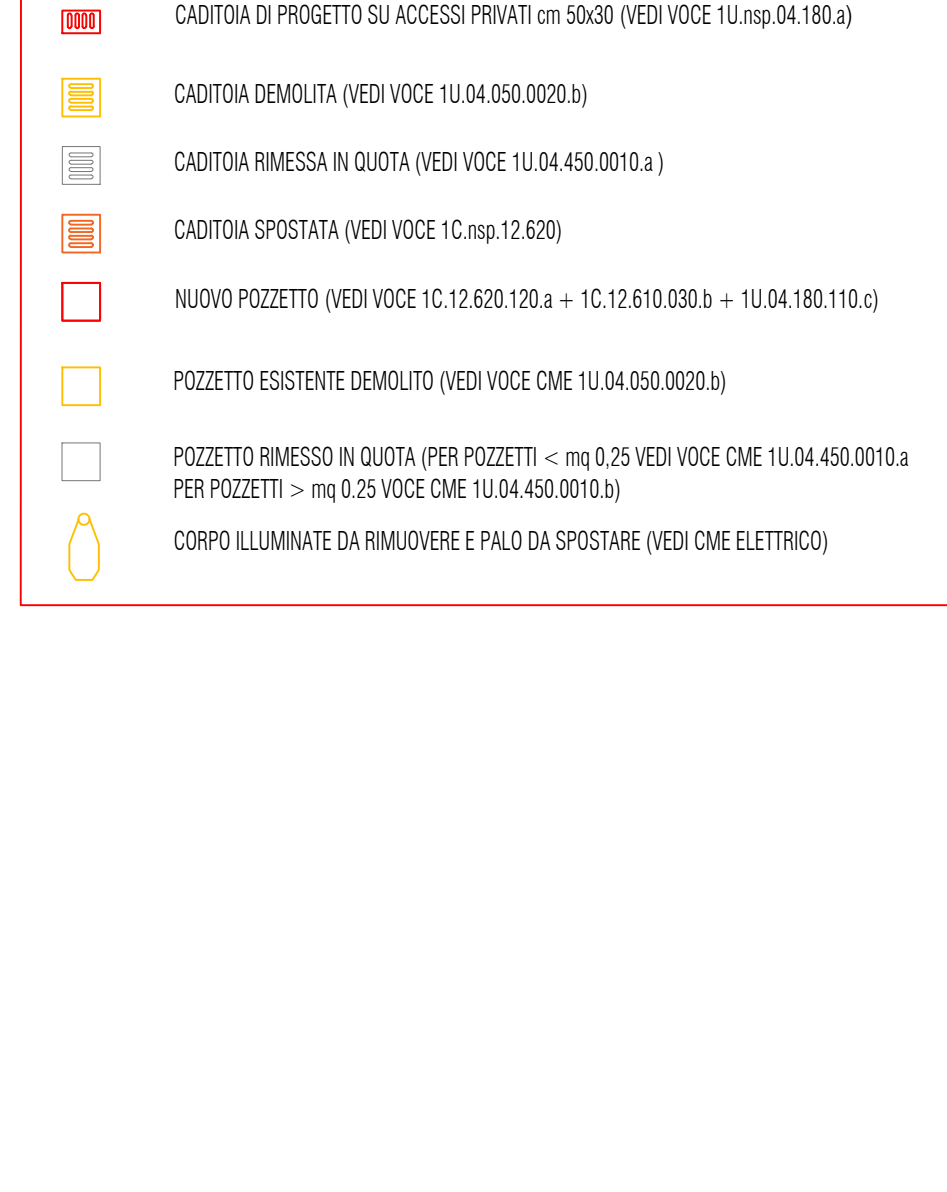 CADITOIA DI PROGETTO SU ACCESSI PRIVATI cm 50x30 (VEDI VOCE 1U.nsp.04.180.a)
CADITOIA DEMOLITA (VEDI VOCE 1U.04.050.0020.b)
CADITOIA RIMESSA IN QUOTA (VEDI VOCE 1U.04.450.0010.a )
CADITOIA SPOSTATA (VEDI VOCE 1C.nsp.12.620)
NUOVO POZZETTO (VEDI VOCE 1C.12.620.120.a + 1C.12.610.030.b + 1U.04.180.110.c)
POZZETTO ESISTENTE DEMOLITO (VEDI VOCE CME 1U.04.050.0020.b)
POZZETTO RIMESSO IN QUOTA (PER POZZETTI < mq 0,25 VEDI VOCE CME 1U.04.450.0010.a
PER POZZETTI > mq 0.25 VOCE CME 1U.04.450.0010.b)
CORPO ILLUMINATE DA RIMUOVERE E PALO DA SPOSTARE (VEDI CME ELETTRICO)